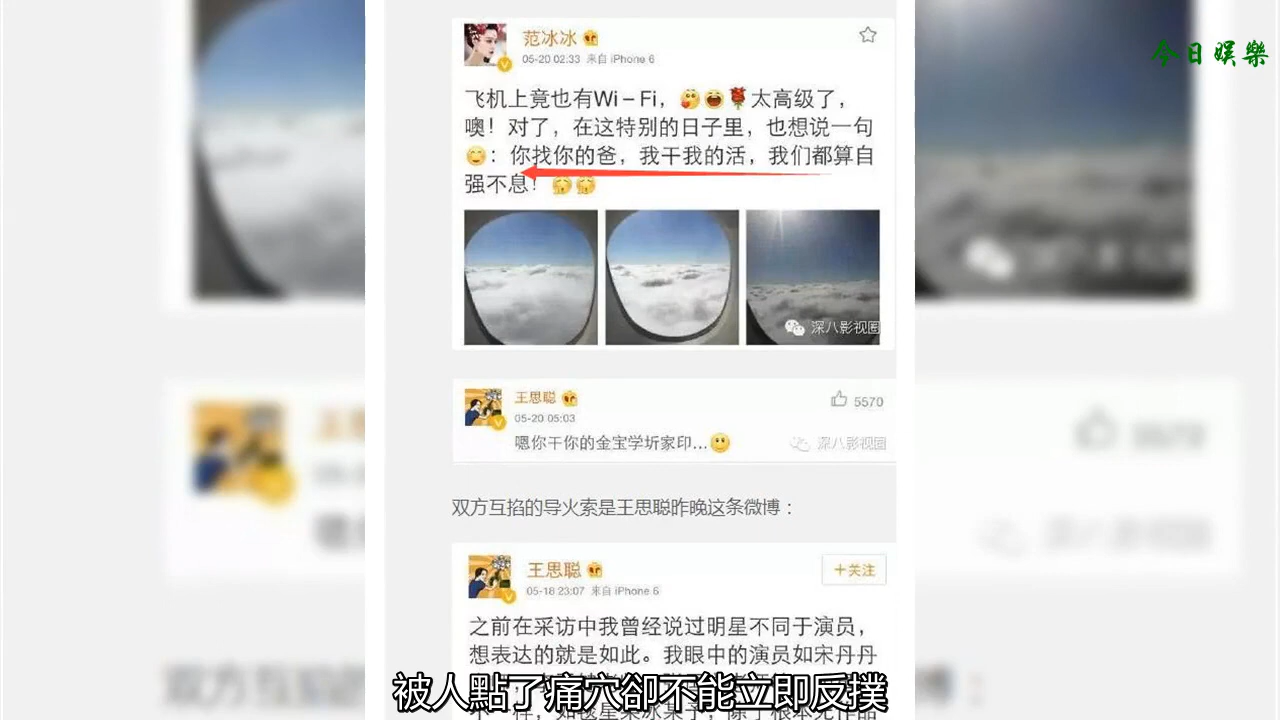 今日娱樂
范冰冰
05-20 02:33 来自 iPhone 6
飞机上竟也有Wi-Fi，太高级了，
噢！对了，在这特别的日子里，也想说一句
：你找你的爸，我干我的活，我们都算自
强不息！
深八影视圈
王思聪
5570
05-20 05:03
嗯你干你的金宝学圻家印...
深八影视圈
双方互掐的导火索是王思聪昨晚这条微博：
王思聪
+关注
05-18 23:07 来自 iPhone 6
之前在采访中我曾经说过明星不同于演员，
想表达的就是如此。我眼中的演员如宋丹丹
被人點了痛穴卻不能立即反撲